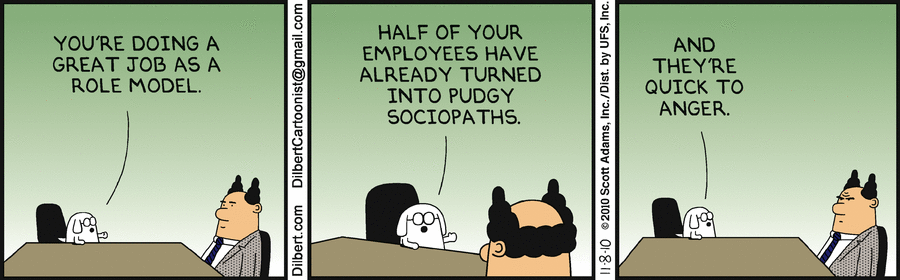 YOU'RE DOING A
GREAT JOB AS A
ROLE MODEL.
Dilbert.com DilbertCartoonist@gmail.com
HALF OF YOUR
EMPLOYEES HAVE
ALREADY TURNED
INTO PUDGY
SOCIOPATHS.
11-8-10 © 2010 Scott Adams, Inc./Dist. by UFS, Inc.
AND
THEY'RE
QUICK TO
ANGER.